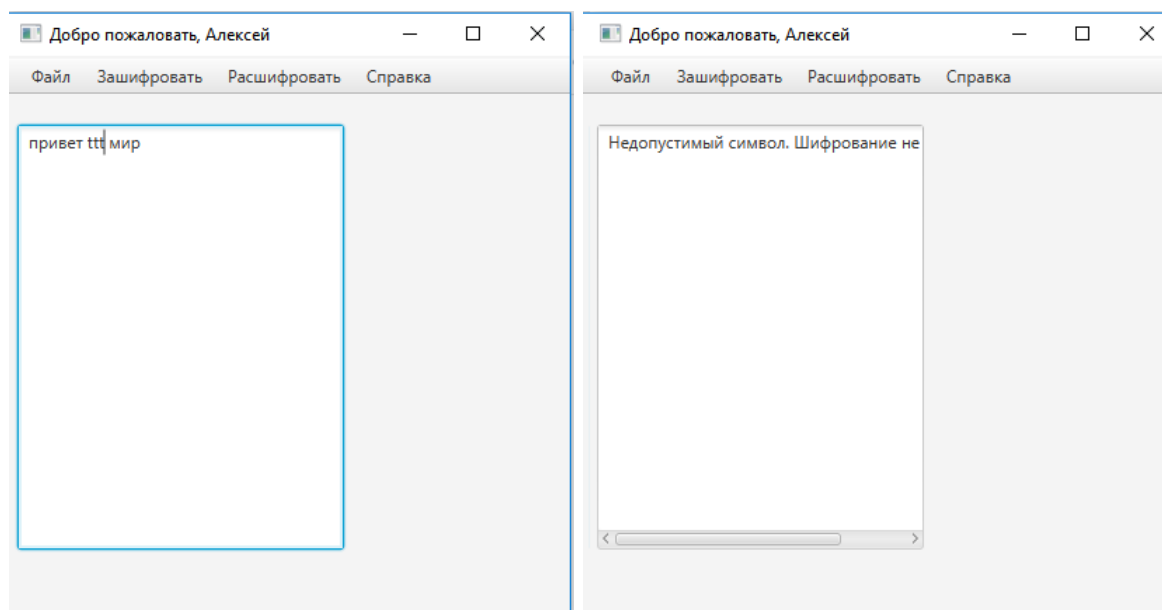 Добро пожаловать, Алексей
Файл Зашифровать Расшифровать Справка
привет ttt мир
Добро пожаловать, Алексей
Файл Зашифровать Расшифровать Справка
Недопустимый символ. Шифрование не